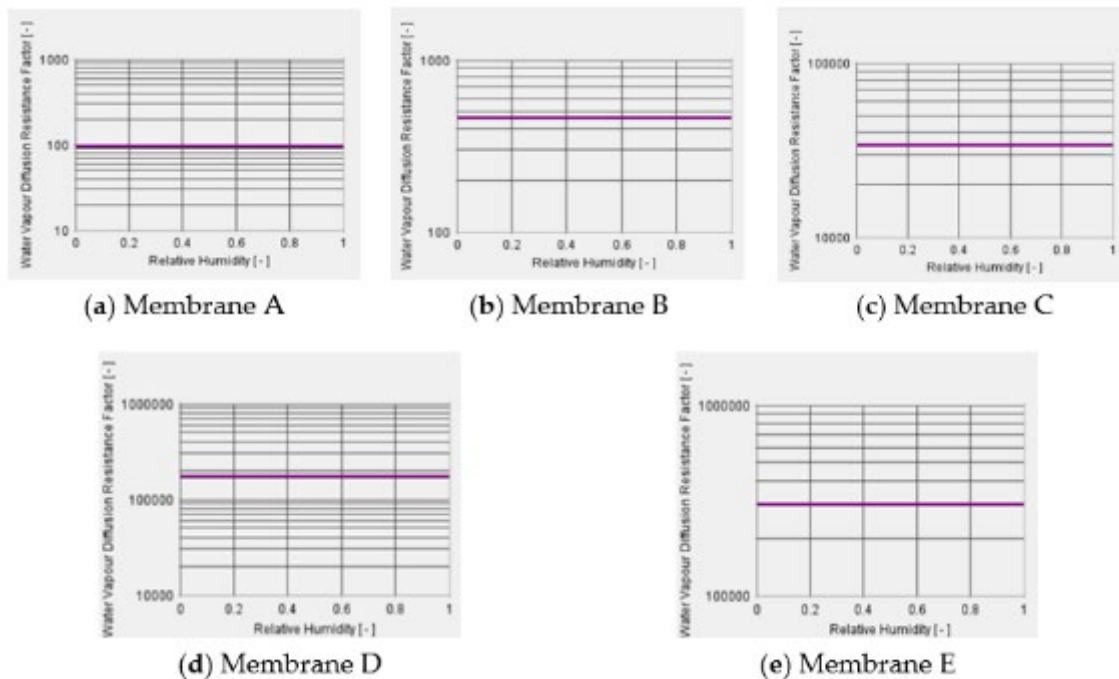 Water Vapour Diffusion Resistance Factor [ - ]
1000
100
10
0 0.2 0.4 0.6 0.8 1
Relative Humidity [ - ]
(a) Membrane A
Water Vapour Diffusion Resistance Factor [ - ]
1000
100
0 0.2 0.4 0.6 0.8 1
Relative Humidity [ - ]
(b) Membrane B
Water Vapour Diffusion Resistance Factor [ - ]
100000
10000
0 0.2 0.4 0.6 0.8 1
Relative Humidity [ - ]
(c) Membrane C
Water Vapour Diffusion Resistance Factor [ - ]
1000000
100000
10000
0 0.2 0.4 0.6 0.8 1
Relative Humidity [ - ]
(d) Membrane D
Water Vapour Diffusion Resistance Factor [ - ]
1000000
100000
0 0.2 0.4 0.6 0.8 1
Relative Humidity [ - ]
(e) Membrane E